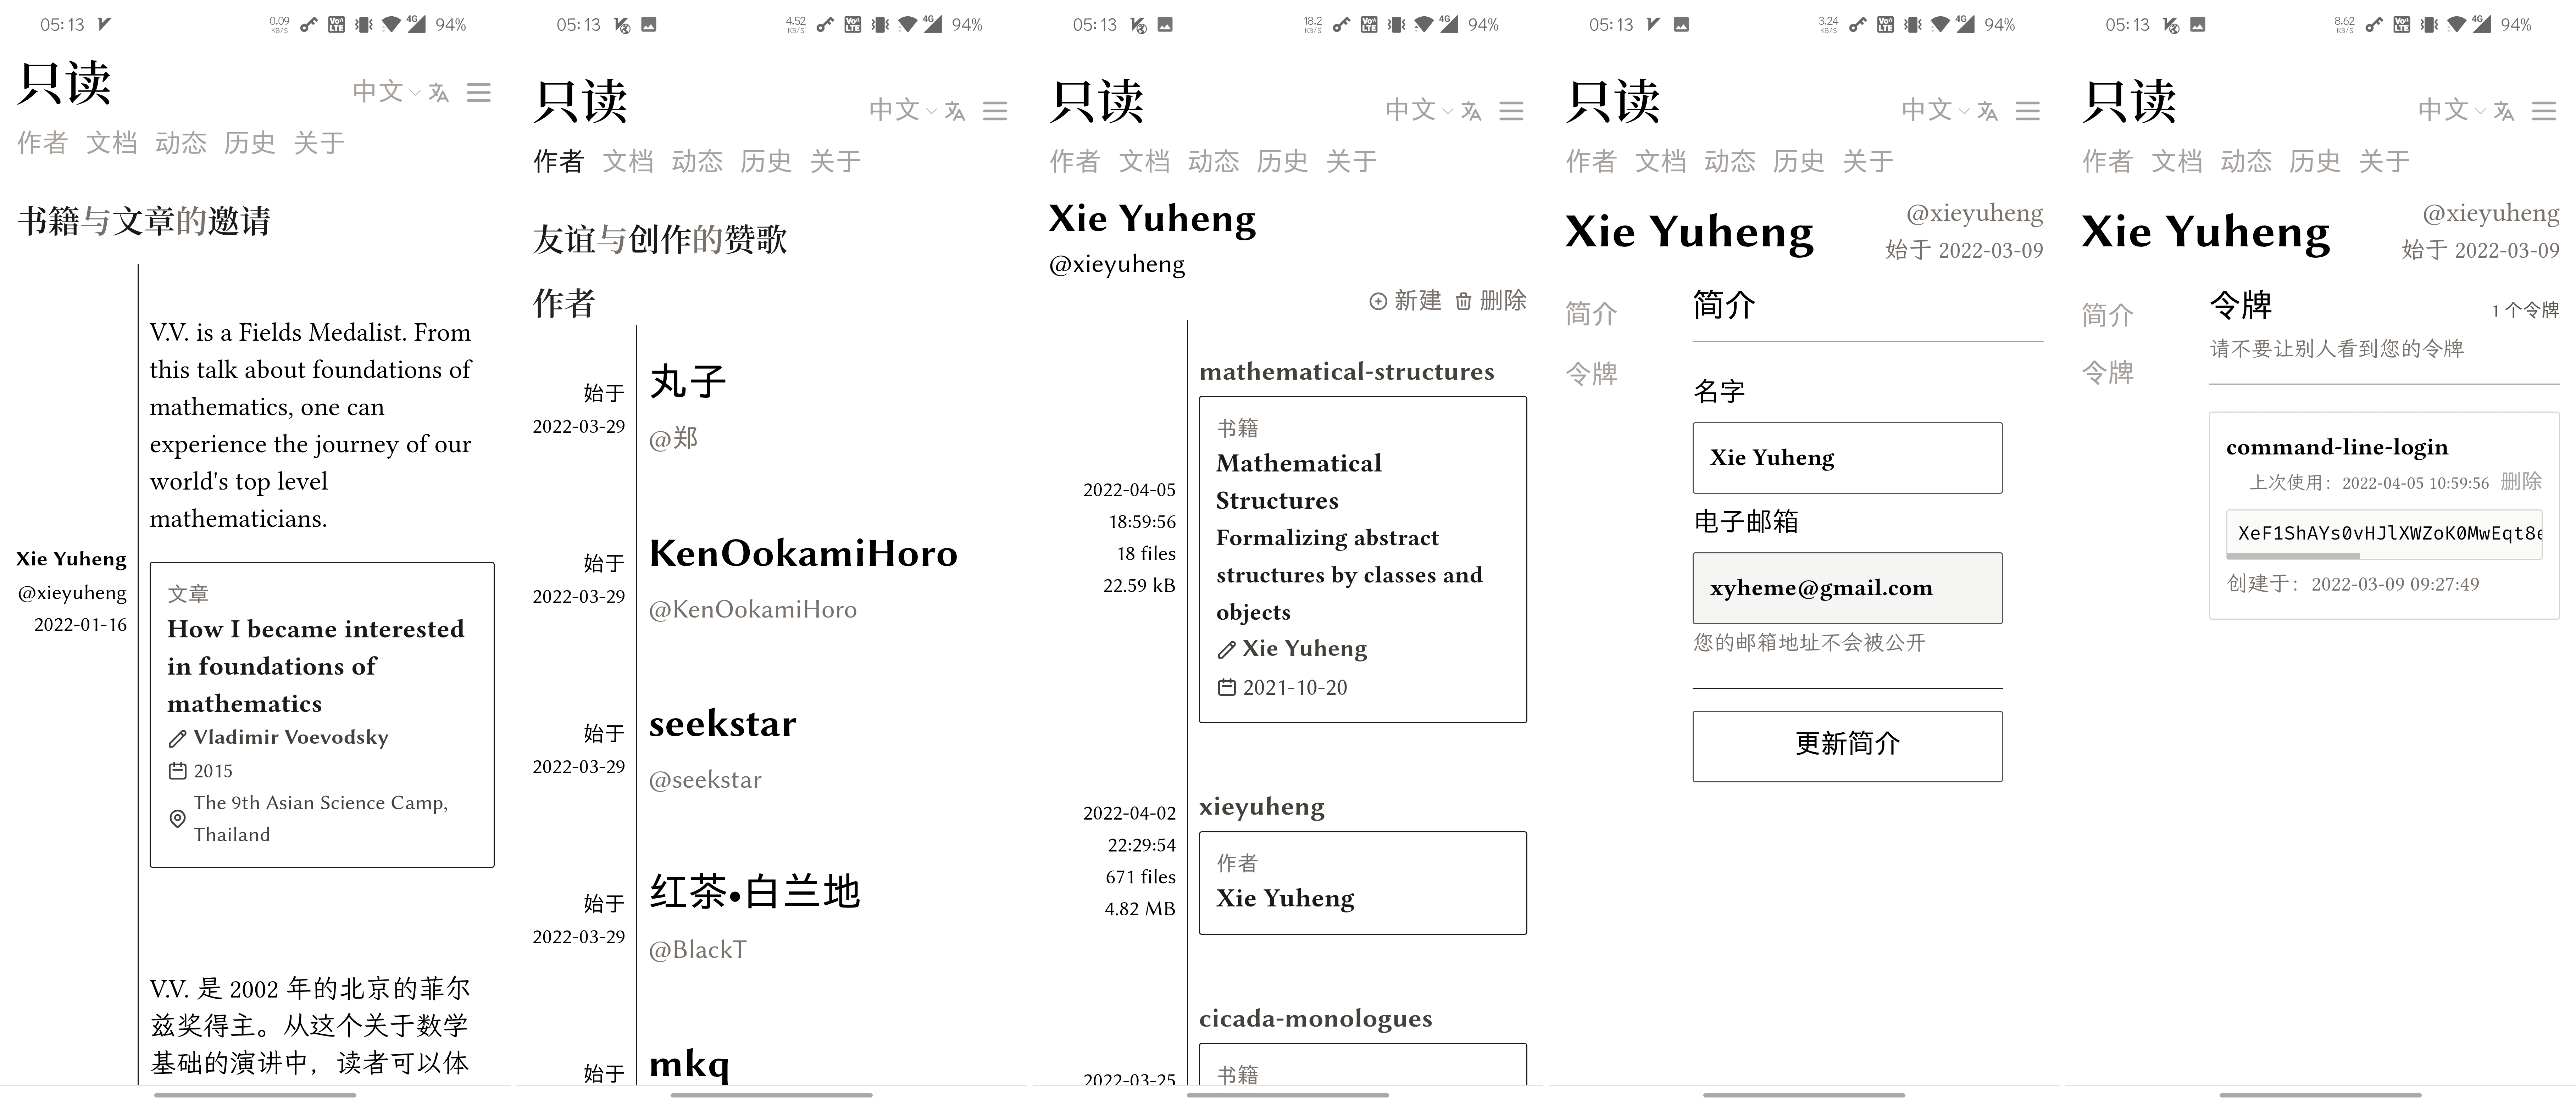 05:13
0.09 KB/S
VoLTE
4G
94%
只读
中文
作者 文档 动态 历史 关于
书籍与文章的邀请
V.V. is a Fields Medalist. From
this talk about foundations of
mathematics, one can
experience the journey of our
world's top level
mathematicians.
Xie Yuheng
@xieyuheng
2022-01-16
文章
How I became interested
in foundations of
mathematics
Vladimir Voevodsky
2015
The 9th Asian Science Camp,
Thailand
V.V. 是 2002 年的北京的菲尔
兹奖得主。从这个关于数学
基础的演讲中，读者可以体
05:13
4.52 KB/S
VoLTE
4G
94%
只读
中文
作者 文档 动态 历史 关于
友谊与创作的赞歌
作者
始于
2022-03-29
丸子
@郑
始于
2022-03-29
KenOokamiHoro
@KenOokamiHoro
始于
2022-03-29
seekstar
@seekstar
始于
2022-03-29
红茶•白兰地
@BlackT
始于
mkq
05:13
18.2 KB/S
VoLTE
4G
94%
只读
中文
作者 文档 动态 历史 关于
Xie Yuheng
@xieyuheng
新建 删除
mathematical-structures
2022-04-05
18:59:56
18 files
22.59 kB
书籍
Mathematical
Structures
Formalizing abstract
structures by classes and
objects
Xie Yuheng
2021-10-20
xieyuheng
2022-04-02
22:29:54
671 files
4.82 MB
作者
Xie Yuheng
cicada-monologues
2022-03-25
书籍
05:13
3.24 KB/S
VoLTE
4G
94%
只读
中文
作者 文档 动态 历史 关于
Xie Yuheng
@xieyuheng
始于 2022-03-09
简介
令牌
简介
名字
Xie Yuheng
电子邮箱
xyheme@gmail.com
您的邮箱地址不会被公开
更新简介
05:13
8.62 KB/S
VoLTE
4G
94%
只读
中文
作者 文档 动态 历史 关于
Xie Yuheng
@xieyuheng
始于 2022-03-09
简介
令牌
令牌
1 个令牌
请不要让别人看到您的令牌
command-line-login
上次使用： 2022-04-05 10:59:56 删除
XeF1ShAYs0vHJlXWZoK0MwEqt8e
创建于： 2022-03-09 09:27:49